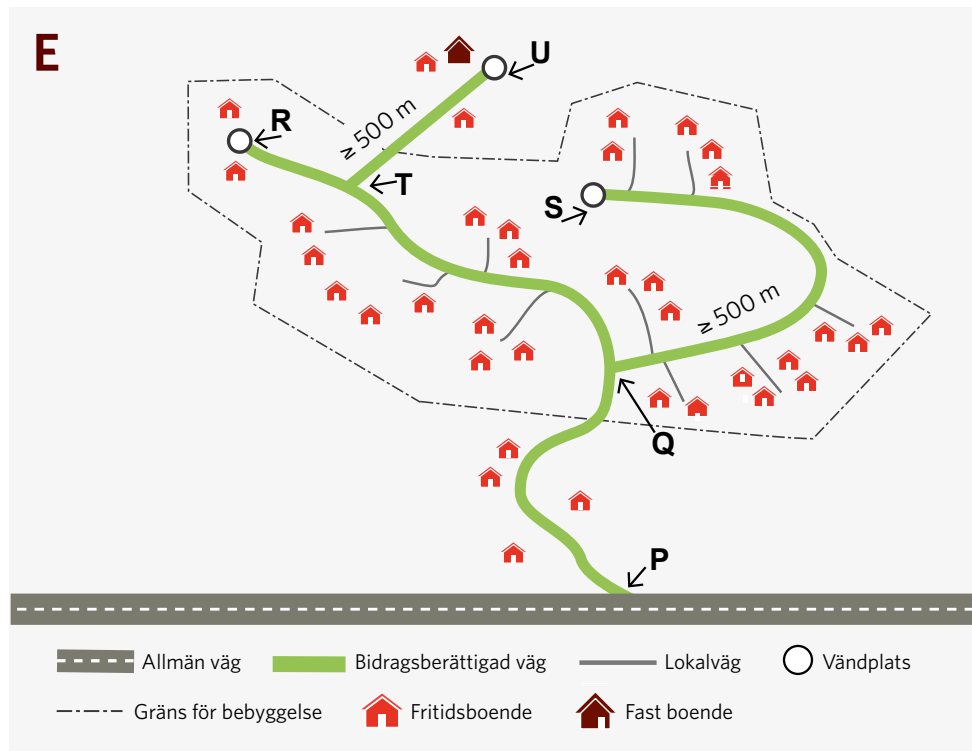 E
U
R
≥ 500 m
T
S
≥ 500 m
Q
P
Allmän väg
Bidragsberättigad väg
Lokalväg
Vändplats
Gräns för bebyggelse
Fritidsboende
Fast boende